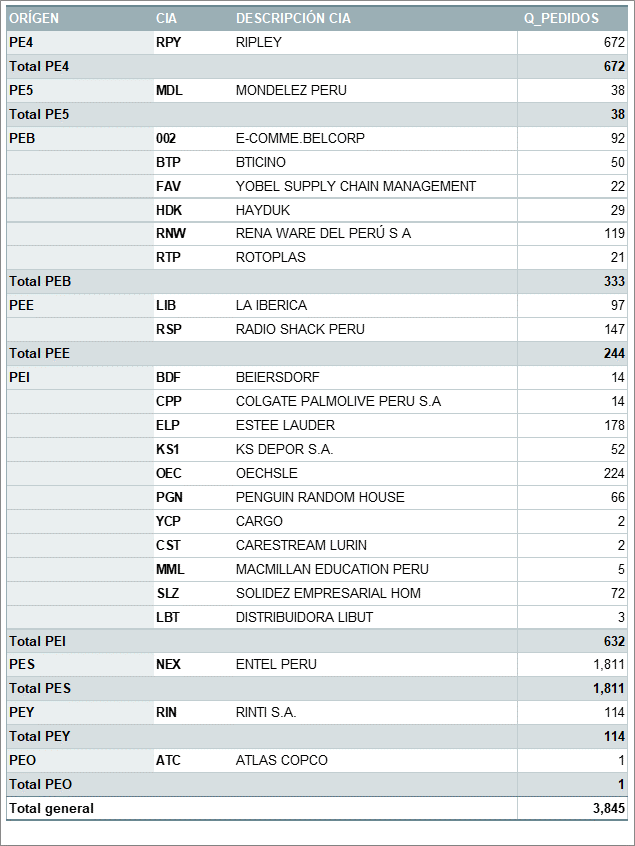 ORÍGEN CIA DESCRIPCIÓN CIA Q_PEDIDOS
PE4 RPY RIPLEY 672
Total PE4 672
PE5 MDL MONDELEZ PERU 38
Total PE5 38
PEB 002 E-COMME.BELCORP 92
BTP BTICINO 50
FAV YOBEL SUPPLY CHAIN MANAGEMENT 22
HDK HAYDUK 29
RNW RENA WARE DEL PERÚ S A 119
RTP ROTOPLAS 21
Total PEB 333
PEE LIB LA IBERICA 97
RSP RADIO SHACK PERU 147
Total PEE 244
PEI BDF BEIERSDORF 14
CPP COLGATE PALMOLIVE PERU S.A 14
ELP ESTEE LAUDER 178
KS1 KS DEPOR S.A. 52
OEC OECHSLE 224
PGN PENGUIN RANDOM HOUSE 66
YCP CARGO 2
CST CARESTREAM LURIN 2
MML MACMILLAN EDUCATION PERU 5
SLZ SOLIDEZ EMPRESARIAL HOM 72
LBT DISTRIBUIDORA LIBUT 3
Total PEI 632
PES NEX ENTEL PERU 1,811
Total PES 1,811
PEY RIN RINTI S.A. 114
Total PEY 114
PEO ATC ATLAS COPCO 1
Total PEO 1
Total general 3,845